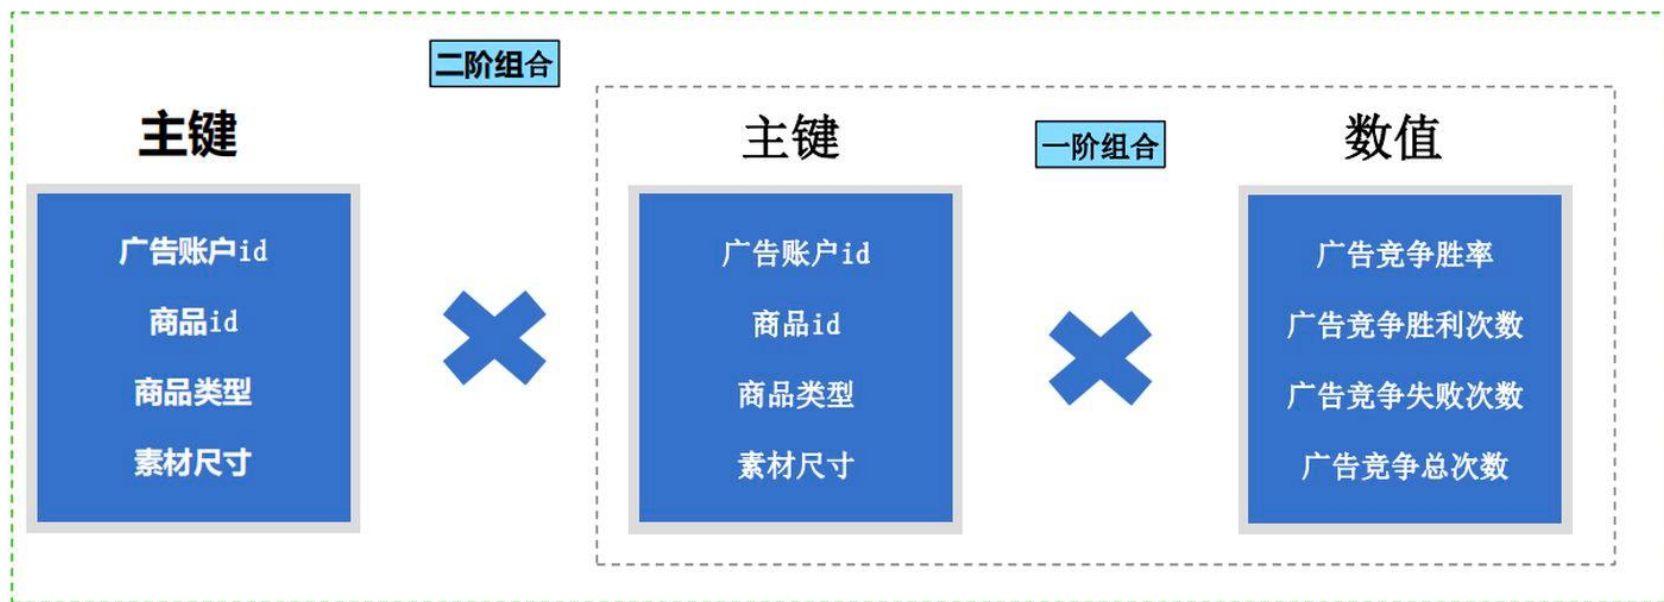 二阶组合
主键
广告账户id
商品id
商品类型
素材尺寸
主键
广告账户id
商品id
商品类型
素材尺寸
一阶组合
数值
广告竞争胜率
广告竞争胜利次数
广告竞争失败次数
广告竞争总次数